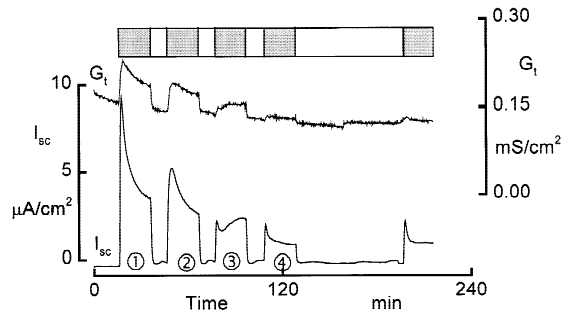 0.30
Gt
Gt
10
0.15
Isc
5
mS/cm2
0.00
μA/cm2
Isc
0
① ② ③ ④
0 120 240
Time min